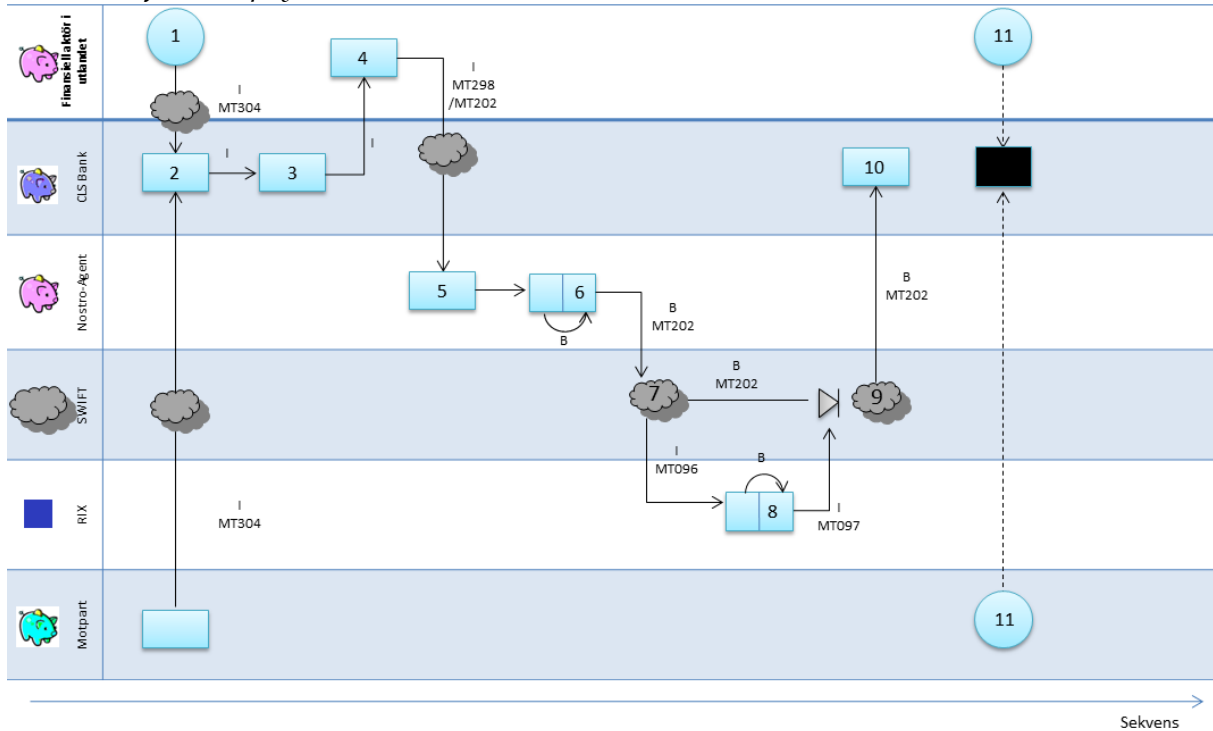 Finansiell aktör i
utlandet
1
4
11
I
MT304
I
MT298
/MT202
CLS Bank
2
I
3
I
10
Nostro-Agent
5
6
B
B
MT202
B
MT202
SWIFT
7
B
MT202
9
RIX
I
MT304
I
MT096
B
8
I
MT097
Motpart
11
Sekvens